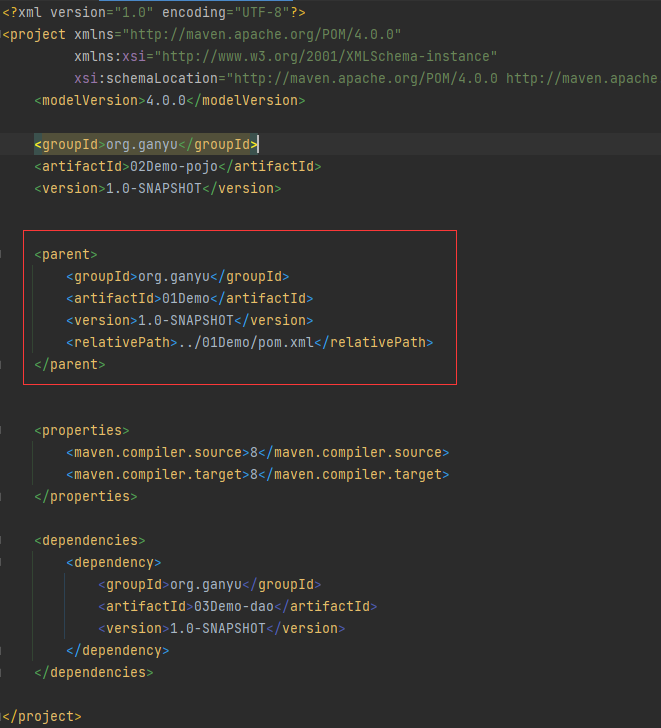 <?xml version="1.0" encoding="UTF-8"?>
<project xmlns="http://maven.apache.org/POM/4.0.0"
         xmlns:xsi="http://www.w3.org/2001/XMLSchema-instance"
         xsi:schemaLocation="http://maven.apache.org/POM/4.0.0 http://maven.apache
    <modelVersion>4.0.0</modelVersion>
    <groupId>org.ganyu</groupId>
    <artifactId>02Demo-pojo</artifactId>
    <version>1.0-SNAPSHOT</version>
    <parent>
        <groupId>org.ganyu</groupId>
        <artifactId>01Demo</artifactId>
        <version>1.0-SNAPSHOT</version>
        <relativePath>../01Demo/pom.xml</relativePath>
    </parent>
    <properties>
        <maven.compiler.source>8</maven.compiler.source>
        <maven.compiler.target>8</maven.compiler.target>
    </properties>
    <dependencies>
        <dependency>
            <groupId>org.ganyu</groupId>
            <artifactId>03Demo-dao</artifactId>
            <version>1.0-SNAPSHOT</version>
        </dependency>
    </dependencies>
</project>